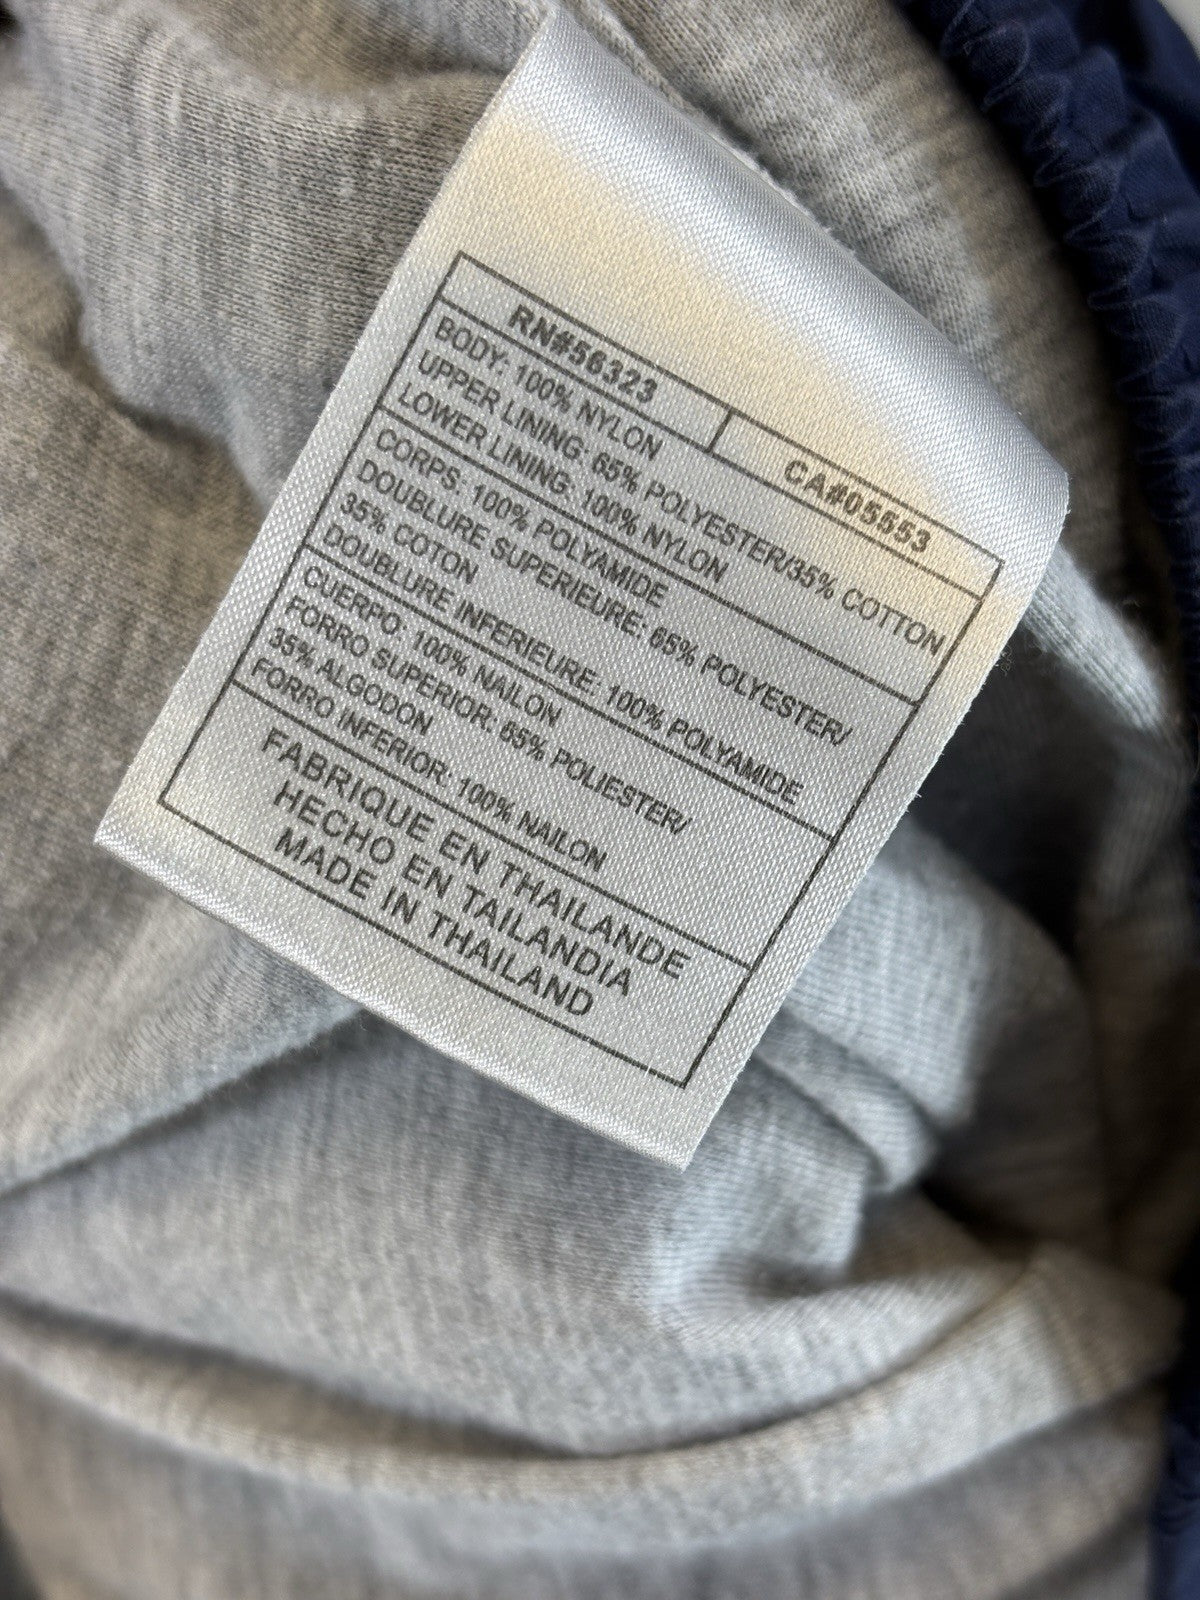 RN#56323 CA#05553
BODY: 100% NYLON
UPPER LINING: 65% POLYESTER/35% COTTON
LOWER LINING: 100% NYLON
CORPS: 100% POLYAMIDE
DOUBLURE SUPERIEURE: 65% POLYESTER/
35% COTON
DOUBLURE INFERIEURE: 100% POLYAMIDE
CUERPO: 100% NAILON
FORRO SUPERIOR: 65% POLIESTER/
35% ALGODON
FORRO INFERIOR: 100% NAILON
FABRIQUE EN THAILANDE
HECHO EN TAILANDIA
MADE IN THAILAND